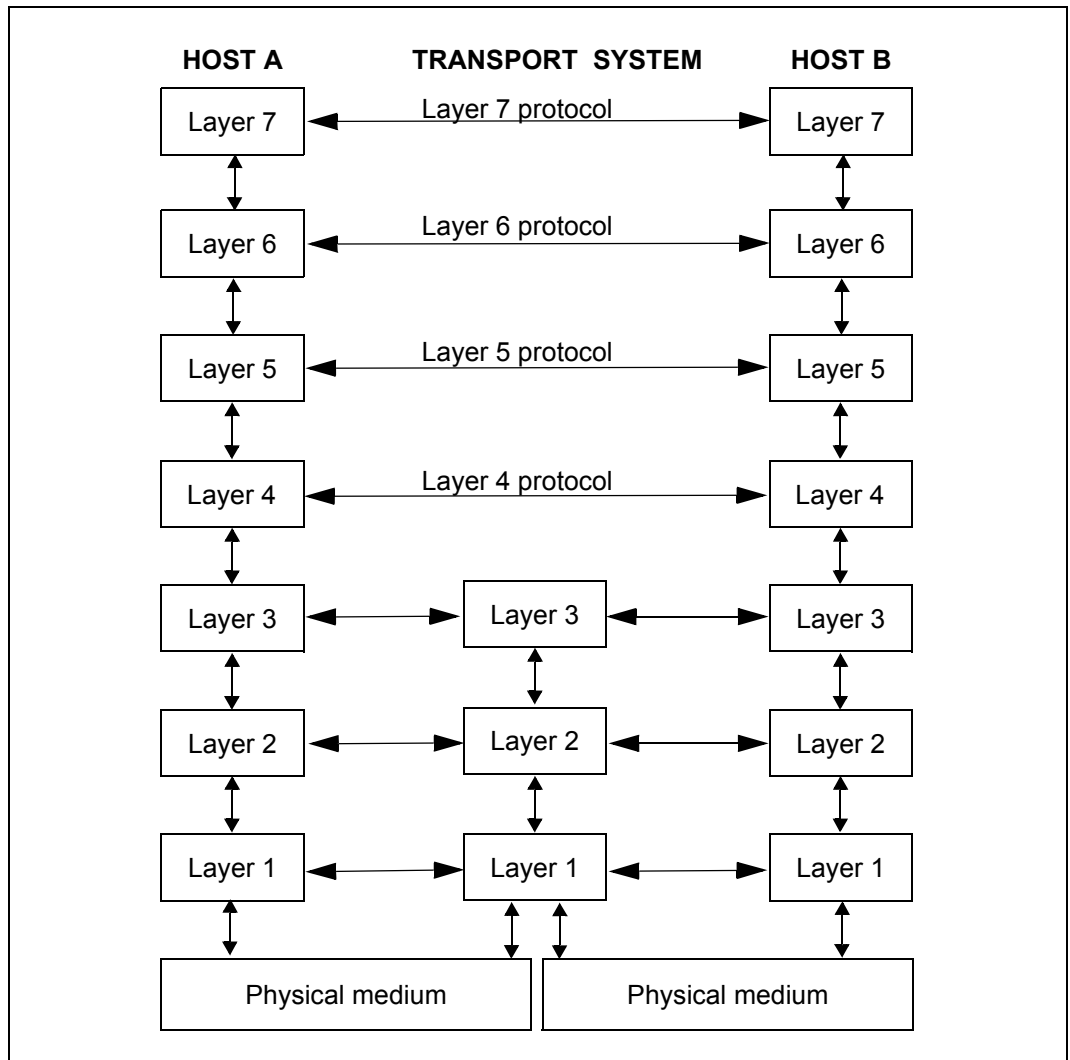 HOST A TRANSPORT SYSTEM HOST B
Layer 7 Layer 7 protocol Layer 7
Layer 6 Layer 6 protocol Layer 6
Layer 5 Layer 5 protocol Layer 5
Layer 4 Layer 4 protocol Layer 4
Layer 3 Layer 3 Layer 3
Layer 2 Layer 2 Layer 2
Layer 1 Layer 1 Layer 1
Physical medium Physical medium